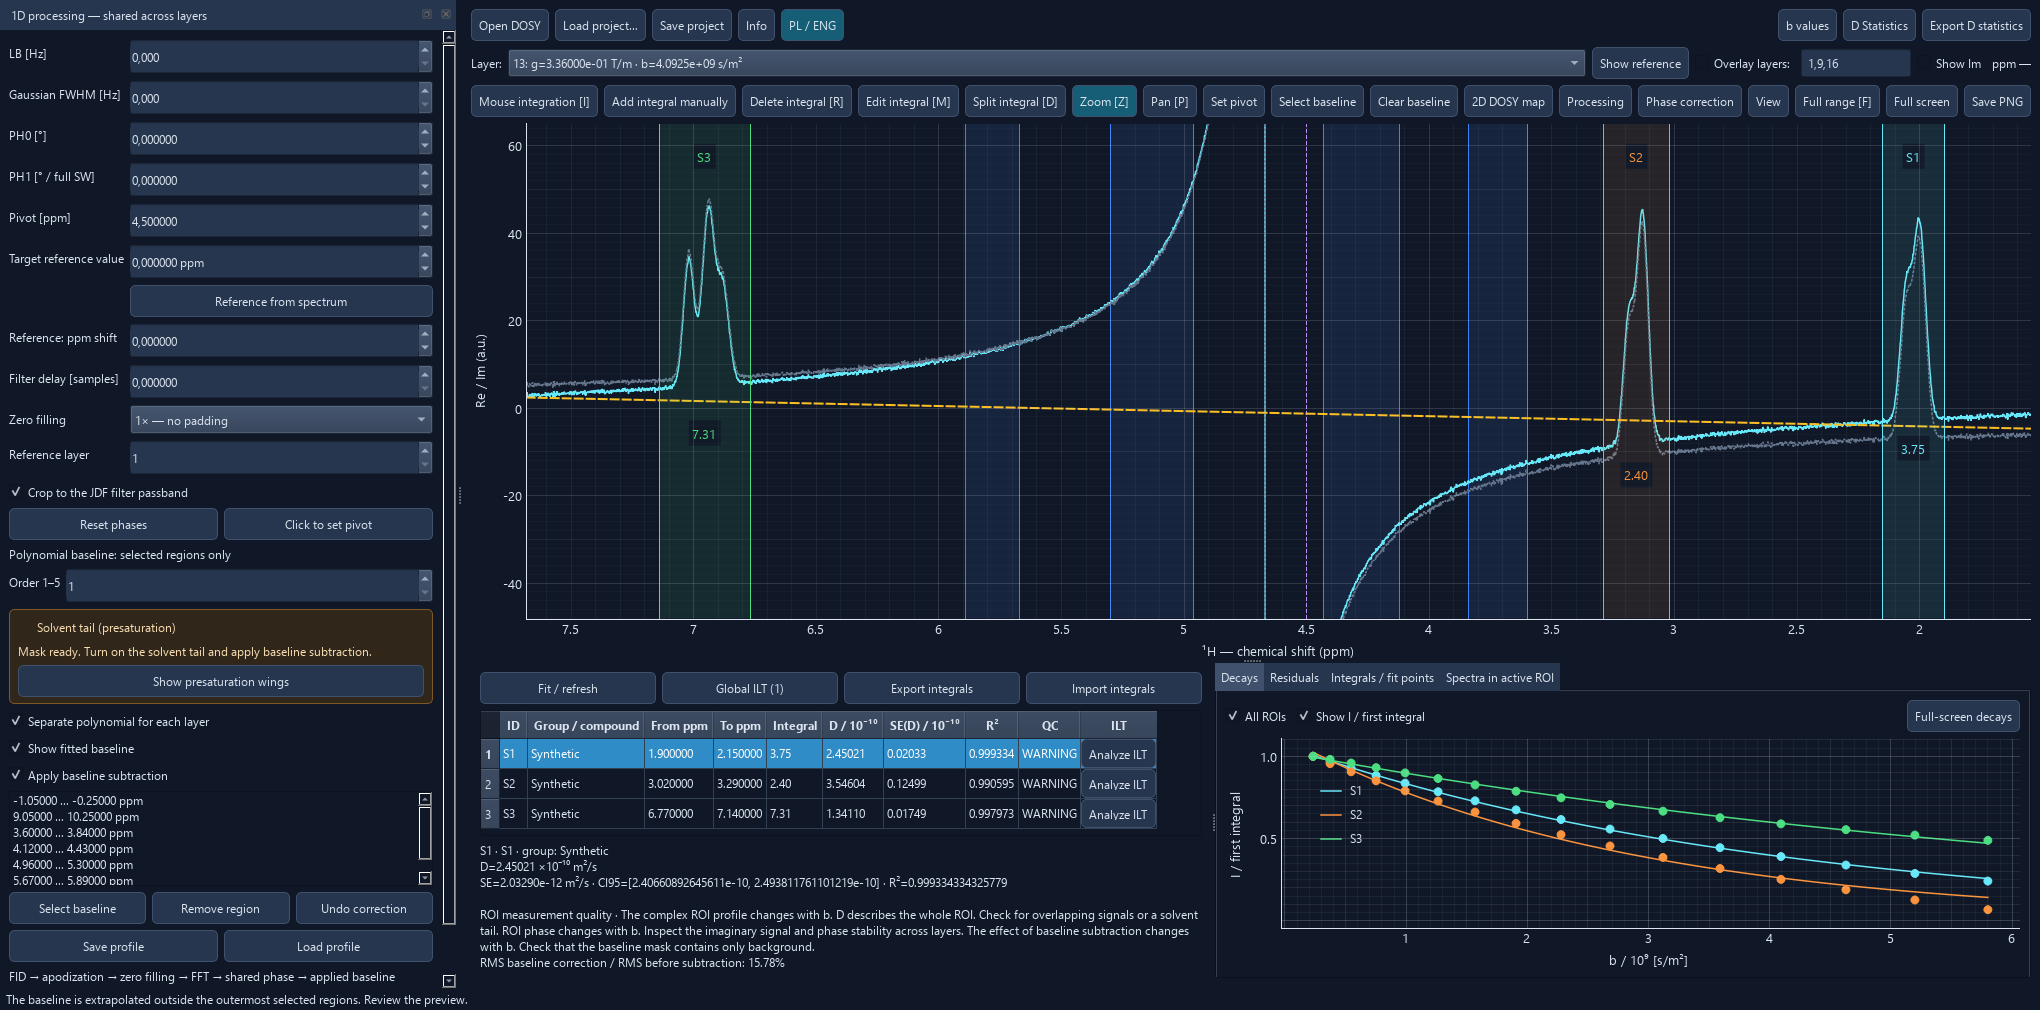 1D processing — shared across layers
LB [Hz] 0,000
Gaussian FWHM [Hz] 0,000
PH0 [°] 0,000000
PH1 [° / full SW] 0,000000
Pivot [ppm] 4,500000
Target reference value 0,000000 ppm
Reference from spectrum
Reference: ppm shift 0,000000
Filter delay [samples] 0,000000
Zero filling 1× — no padding
Reference layer 1
Crop to the JDF filter passband
Reset phases Click to set pivot
Polynomial baseline: selected regions only
Order 1–5 1
Solvent tail (presaturation)
Mask ready. Turn on the solvent tail and apply baseline subtraction.
Show presaturation wings
Separate polynomial for each layer
Show fitted baseline
Apply baseline subtraction
-1.05000 ... -0.25000 ppm
9.05000 ... 10.25000 ppm
3.60000 ... 3.84000 ppm
4.12000 ... 4.43000 ppm
4.96000 ... 5.30000 ppm
5.67000 ... 5.89000 ppm
Select baseline Remove region Undo correction
Save profile Load profile
FID → apodization → zero filling → FFT → shared phase → applied baseline
The baseline is extrapolated outside the outermost selected regions. Review the preview.
Open DOSY Load project... Save project Info PL / ENG b values D Statistics Export D statistics
Layer: 13: g=3.36000e-01 T/m · b=4.0925e+09 s/m² Show reference Overlay layers: 1,9,16 Show Im ppm —
Mouse integration [I] Add integral manually Delete integral [R] Edit integral [M] Split integral [D] Zoom [Z] Pan [P] Set pivot Select baseline Clear baseline 2D DOSY map Processing Phase correction View Full range [F] Full screen Save PNG
Re / Im (a.u.)
60
40
20
0
-20
-40
S3 S2 S1
7.31 2.40 3.75
7.5 7 6.5 6 5.5 5 4.5 4 3.5 3 2.5 2
¹H — chemical shift (ppm)
Fit / refresh Global ILT (1) Export integrals Import integrals
ID Group / compound From ppm To ppm Integral D / 10⁻¹⁰ SE(D) / 10⁻¹⁰ R² QC ILT
1 S1 Synthetic 1.900000 2.150000 3.75 2.45021 0.02033 0.999334 WARNING Analyze ILT
2 S2 Synthetic 3.020000 3.290000 2.40 3.54604 0.12499 0.990595 WARNING Analyze ILT
3 S3 Synthetic 6.770000 7.140000 7.31 1.34110 0.01749 0.997973 WARNING Analyze ILT
S1 · S1 · group: Synthetic
D=2.45021 ×10⁻¹⁰ m²/s
SE=2.03290e-12 m²/s · CI95=[2.40660892645611e-10, 2.493811761101219e-10] · R²=0.999334334325779
ROI measurement quality · The complex ROI profile changes with b. D describes the whole ROI. Check for overlapping signals or a solvent
tail. ROI phase changes with b. Inspect the imaginary signal and phase stability across layers. The effect of baseline subtraction changes
with b. Check that the baseline mask contains only background.
RMS baseline correction / RMS before subtraction: 15.78%
Decays Residuals Integrals / fit points Spectra in active ROI
All ROIs Show I / first integral Full-screen decays
I / first integral
1.0
0.5
S1
S2
S3
1 2 3 4 5 6
b / 10⁹ [s/m²]